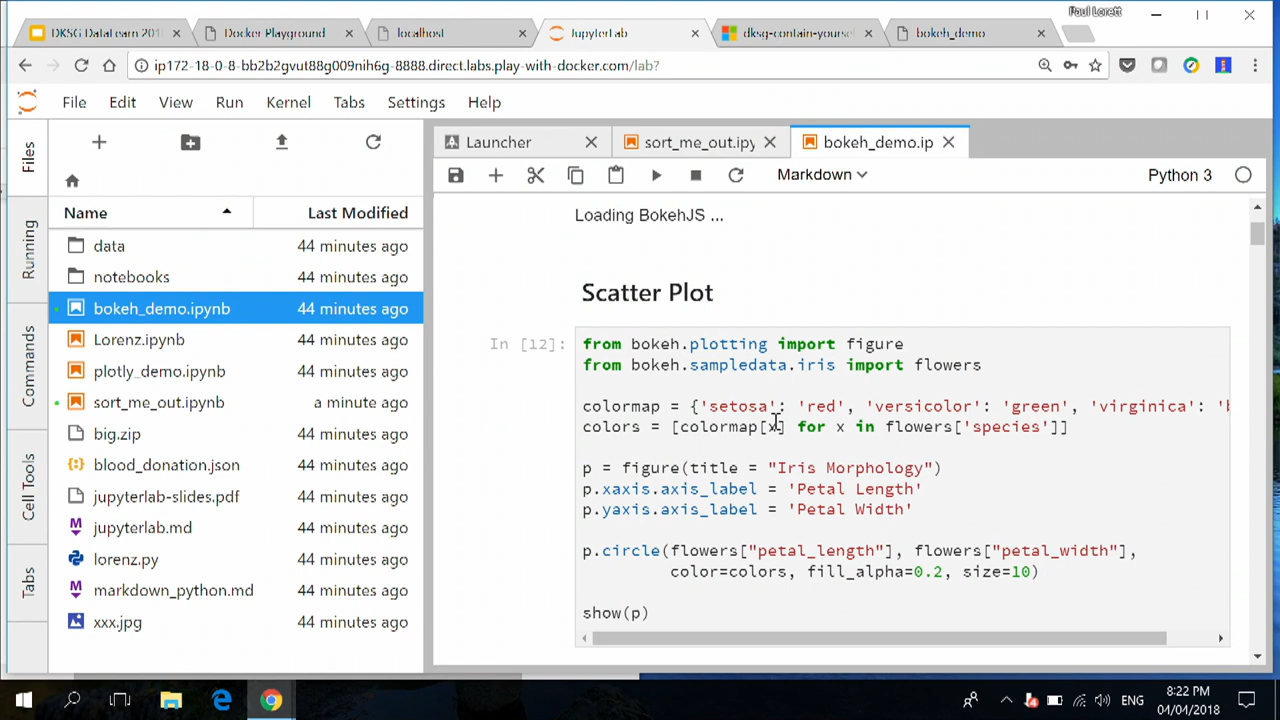 Paul Lorett
DKSG DataLearn 201
Docker Playground
localhost
JupyterLab
dksg-contain-yourse
bokeh_demo
ip172-18-0-8-bb2b2gvut88g009nih6g-8888.direct.labs.play-with-docker.com/lab?
File Edit View Run Kernel Tabs Settings Help
Files
Running
Commands
Cell Tools
Tabs
Name Last Modified
data 44 minutes ago
notebooks 44 minutes ago
bokeh_demo.ipynb 44 minutes ago
Lorenz.ipynb 44 minutes ago
plotly_demo.ipynb 44 minutes ago
sort_me_out.ipynb a minute ago
big.zip 44 minutes ago
blood_donation.json 44 minutes ago
jupyterlab-slides.pdf 44 minutes ago
jupyterlab.md 44 minutes ago
lorenz.py 44 minutes ago
markdown_python.md 44 minutes ago
xxx.jpg 44 minutes ago
Launcher
sort_me_out.ipy
bokeh_demo.ip
Markdown
Python 3
Loading BokehJS ...
Scatter Plot
In [12]:
from bokeh.plotting import figure
from bokeh.sampledata.iris import flowers
colormap = {'setosa': 'red', 'versicolor': 'green', 'virginica': 'b
colors = [colormap[x] for x in flowers['species']]
p = figure(title = "Iris Morphology")
p.xaxis.axis_label = 'Petal Length'
p.yaxis.axis_label = 'Petal Width'
p.circle(flowers["petal_length"], flowers["petal_width"],
color=colors, fill_alpha=0.2, size=10)
show(p)
ENG
8:22 PM
04/04/2018